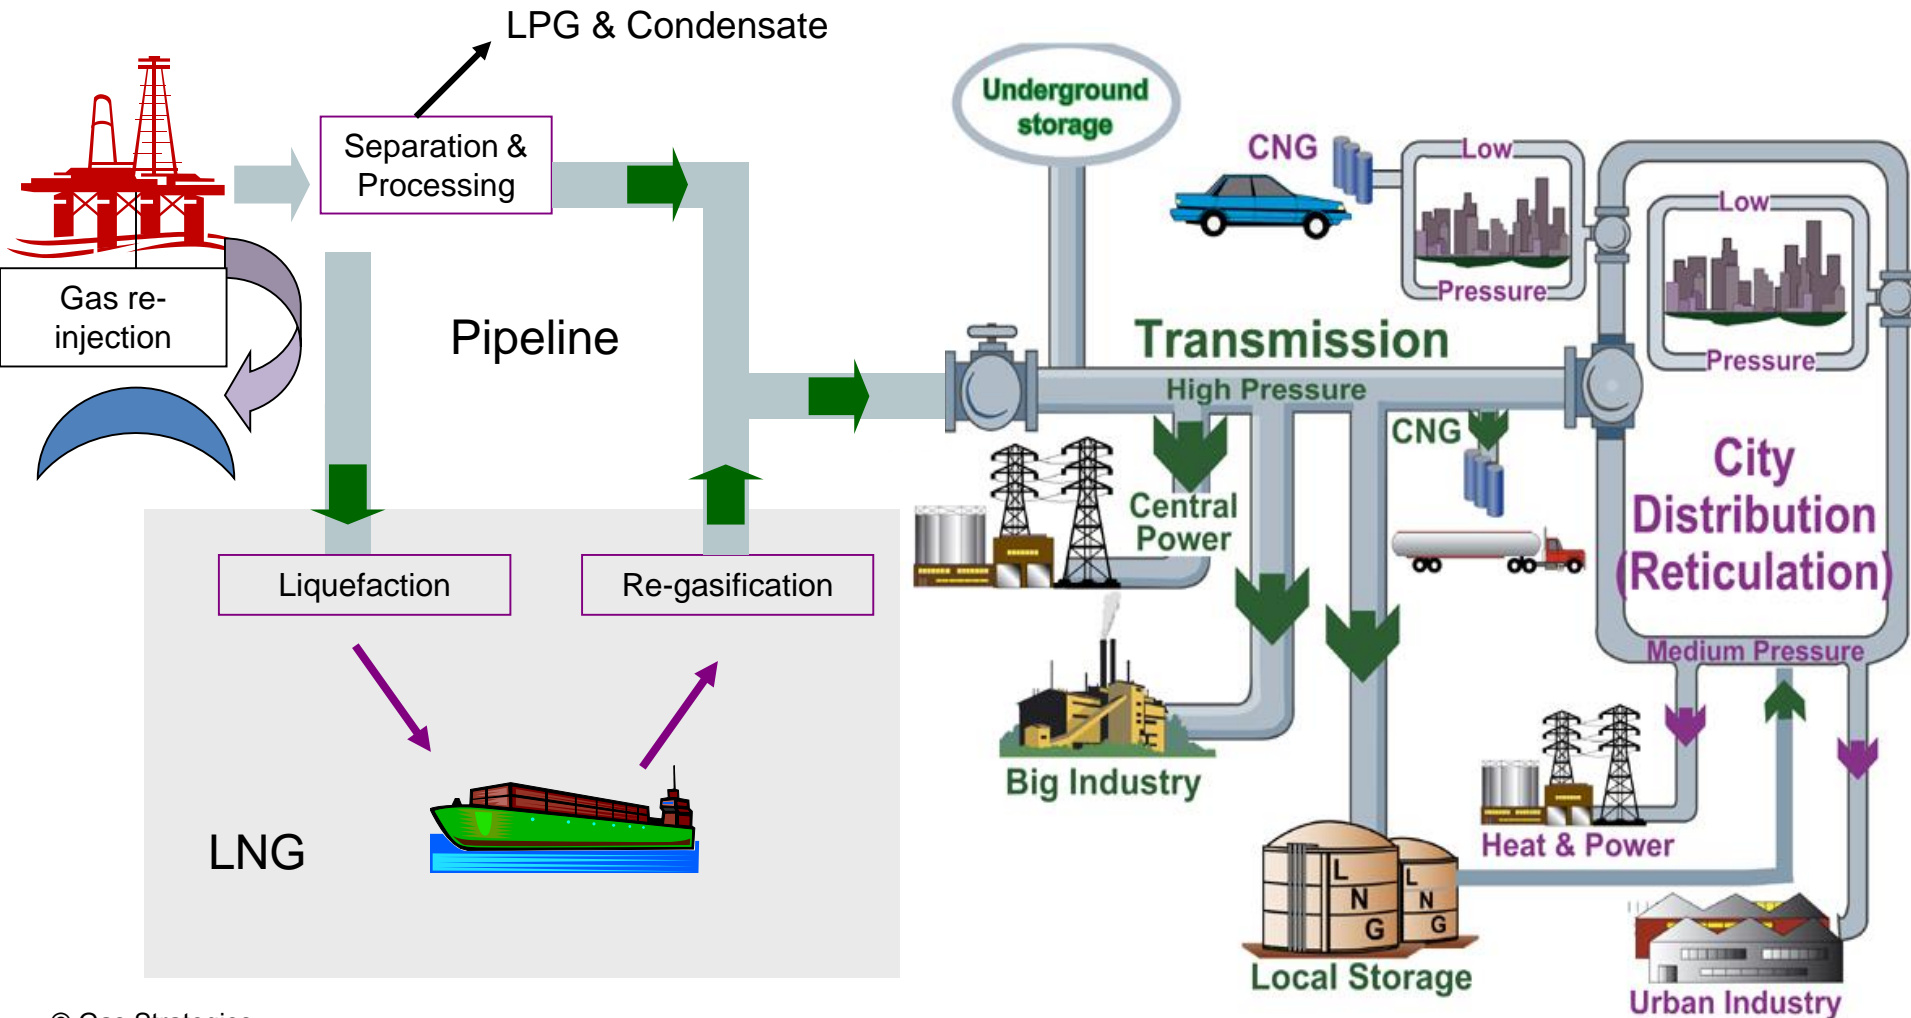 LPG & Condensate
Separation &
Processing
Gas re-
injection
Pipeline
Liquefaction
Re-gasification
LNG
Underground
storage
CNG
Low
Pressure
Low
Pressure
Transmission
High Pressure
CNG
Central
Power
City
Distribution
(Reticulation)
Medium Pressure
Big Industry
Heat & Power
L
N
G
L
N
G
Local Storage
Urban Industry
© Gas Strategies